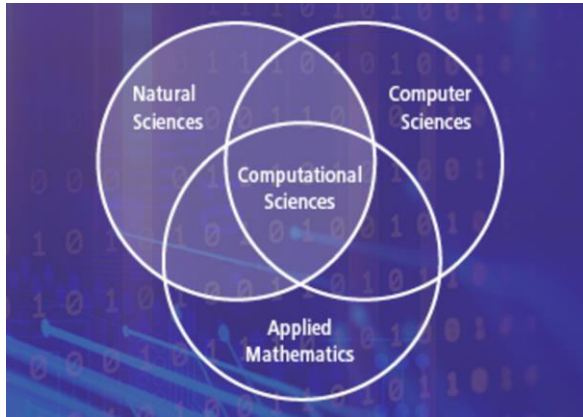 Natural
Sciences
Computer
Sciences
Computational
Sciences
Applied
Mathematics